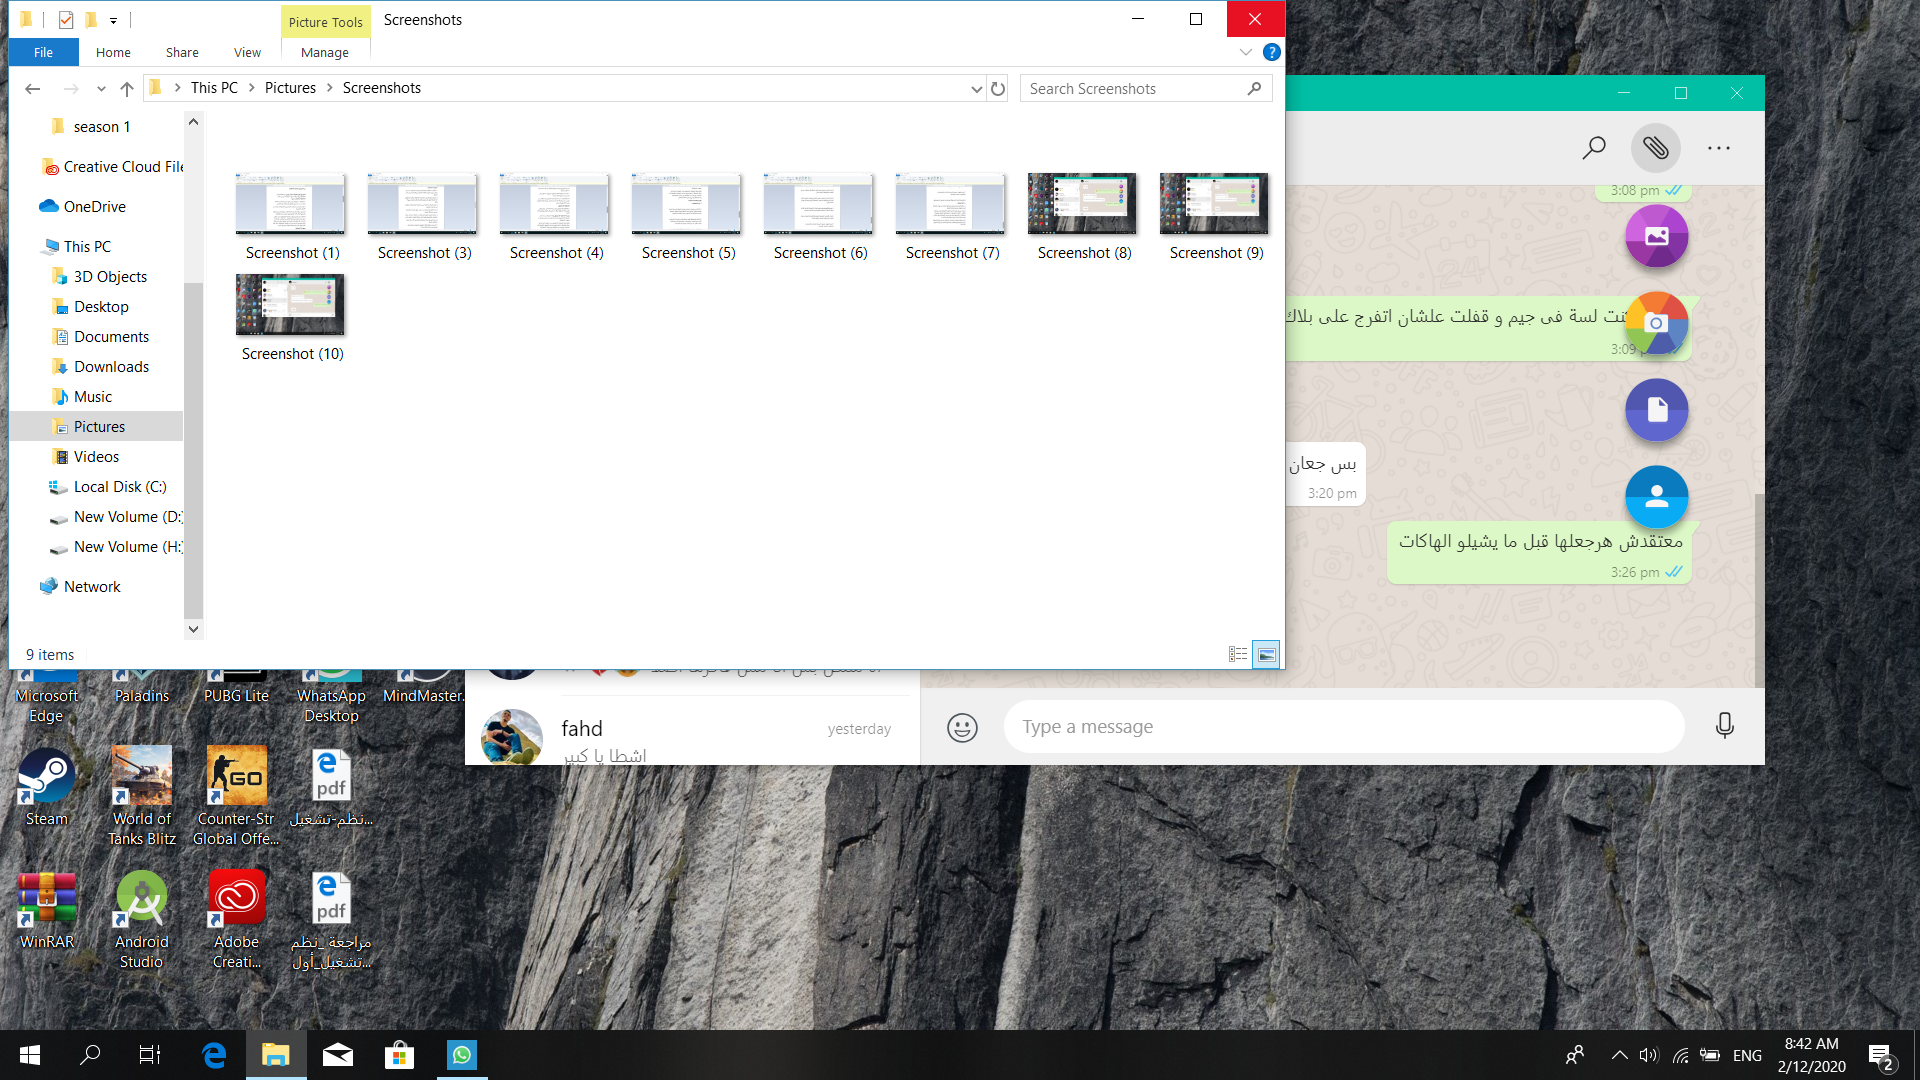 Picture Tools
Screenshots
File
Home
Share
View
Manage
This PC
Pictures
Screenshots
Search Screenshots
season 1
Creative Cloud File
OneDrive
This PC
3D Objects
Desktop
Documents
Downloads
Music
Pictures
Videos
Local Disk (C:)
New Volume (D:)
New Volume (H:)
Network
Screenshot (1)
Screenshot (3)
Screenshot (4)
Screenshot (5)
Screenshot (6)
Screenshot (7)
Screenshot (8)
Screenshot (9)
Screenshot (10)
9 items
3:08 pm
لسة فى جيم و قفلت علشان اتفرج على بلاك
3:09
بس جعان
3:20 pm
معتقدش هرجعلها قبل ما يشيلو الهاكات
3:26 pm
fahd
yesterday
اشطا يا كبير
Type a message
Microsoft Edge
Paladins
PUBG Lite
WhatsApp Desktop
MindMaster...
Steam
World of Tanks Blitz
GO
Counter-Str Global Offe...
pdf
نظم-تشغيل...
WinRAR
Android Studio
Adobe Creati...
pdf
مراجعة _نظم
تشغيل_أول...
ENG
8:42 AM
2/12/2020
2